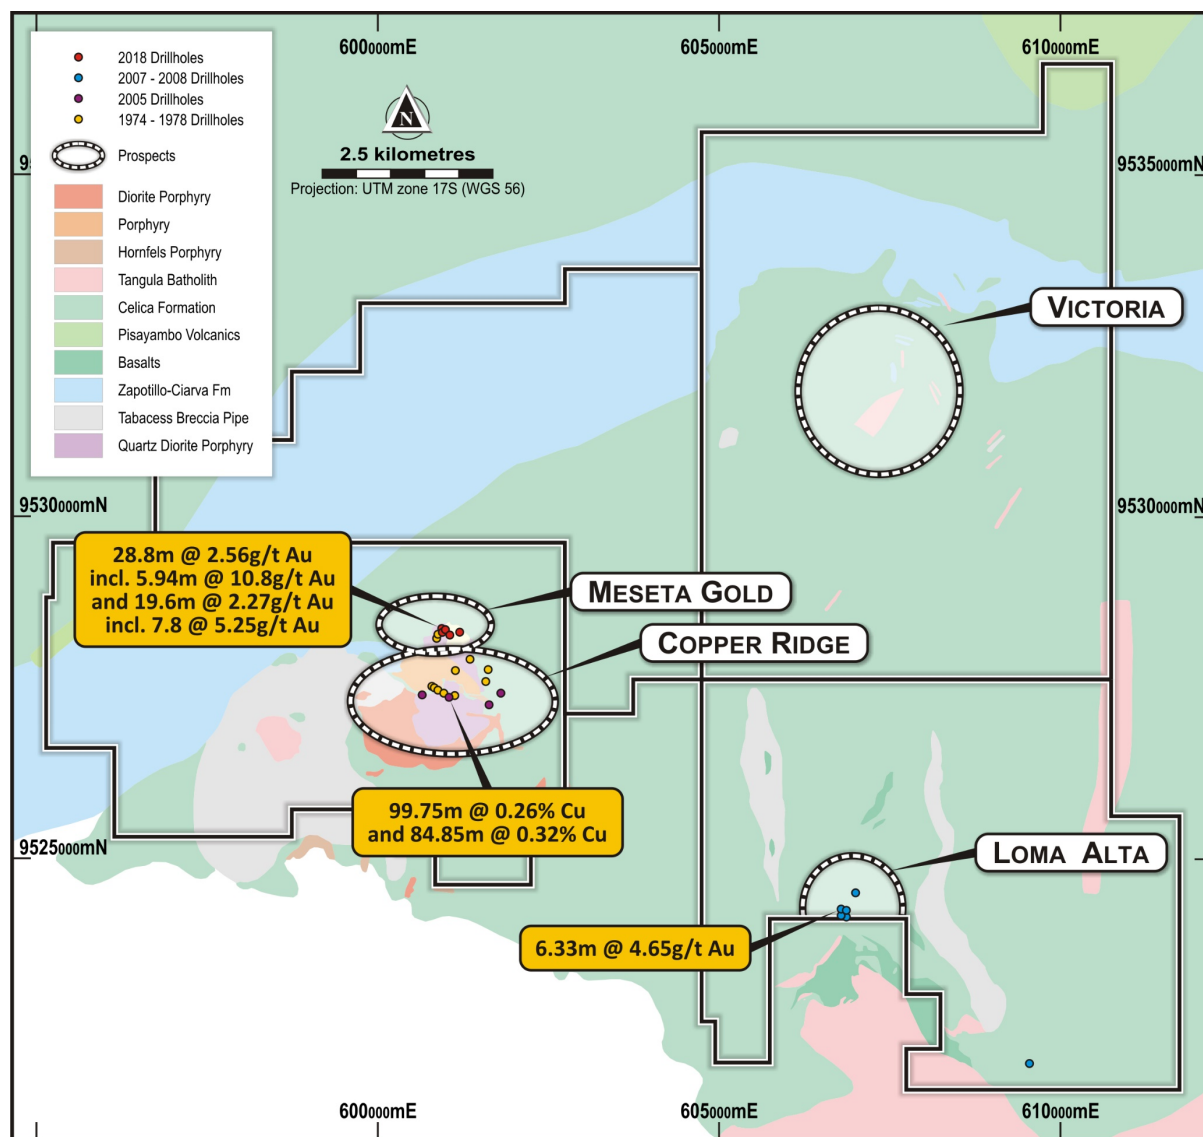 600000mE
605000mE
610000mE
2018 Drillholes
2007 - 2008 Drillholes
2005 Drillholes
1974 - 1978 Drillholes
Prospects
Diorite Porphyry
Porphyry
Hornfels Porphyry
Tangula Batholith
Celica Formation
Pisayambo Volcanics
Basalts
Zapotillo-Ciarva Fm
Tabacess Breccia Pipe
Quartz Diorite Porphyry
N
2.5 kilometres
Projection: UTM zone 17S (WGS 56)
9535000mN
VICTORIA
9530000mN
9530000mN
28.8m @ 2.56g/t Au
incl. 5.94m @ 10.8g/t Au
and 19.6m @ 2.27g/t Au
incl. 7.8 @ 5.25g/t Au
MESETA GOLD
COPPER RIDGE
99.75m @ 0.26% Cu
and 84.85m @ 0.32% Cu
9525000mN
LOMA ALTA
6.33m @ 4.65g/t Au
600000mE
605000mE
610000mE